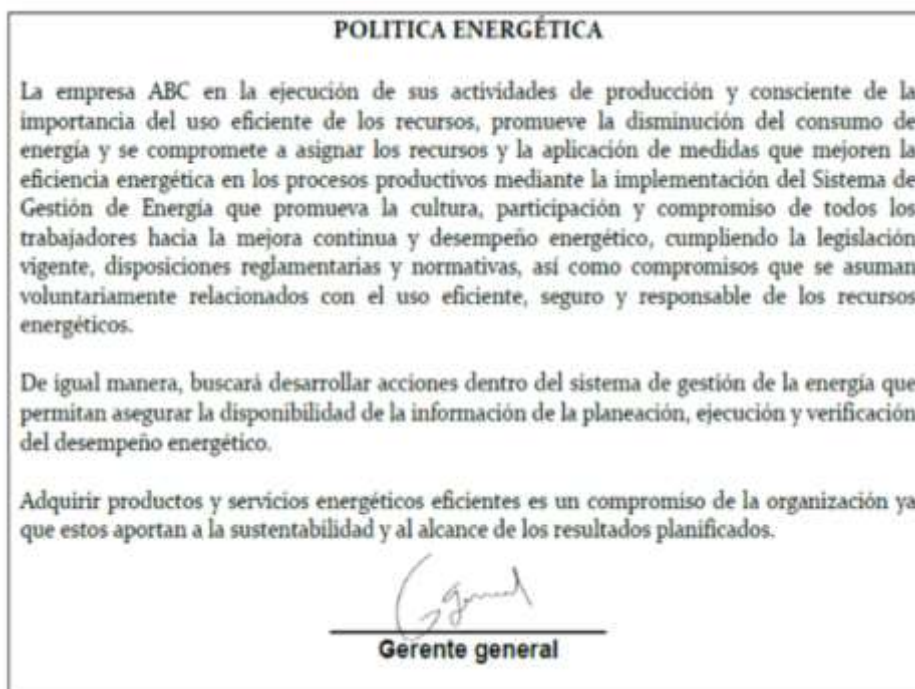 POLITICA ENERGÉTICA
La empresa ABC en la ejecución de sus actividades de producción y consciente de la
importancia del uso eficiente de los recursos, promueve la disminución del consumo de
energía y se compromete a asignar los recursos y la aplicación de medidas que mejoren la
eficiencia energética en los procesos productivos mediante la implementación del Sistema de
Gestión de Energía que promueva la cultura, participación y compromiso de todos los
trabajadores hacia la mejora continua y desempeño energético, cumpliendo la legislación
vigente, disposiciones reglamentarias y normativas, así como compromisos que se asuman
voluntariamente relacionados con el uso eficiente, seguro y responsable de los recursos
energéticos.
De igual manera, buscará desarrollar acciones dentro del sistema de gestión de la energía que
permitan asegurar la disponibilidad de la información de la planeación, ejecución y verificación
del desempeño energético.
Adquirir productos y servicios energéticos eficientes es un compromiso de la organización ya
que estos aportan a la sustentabilidad y al alcance de los resultados planificados.
Gerente general